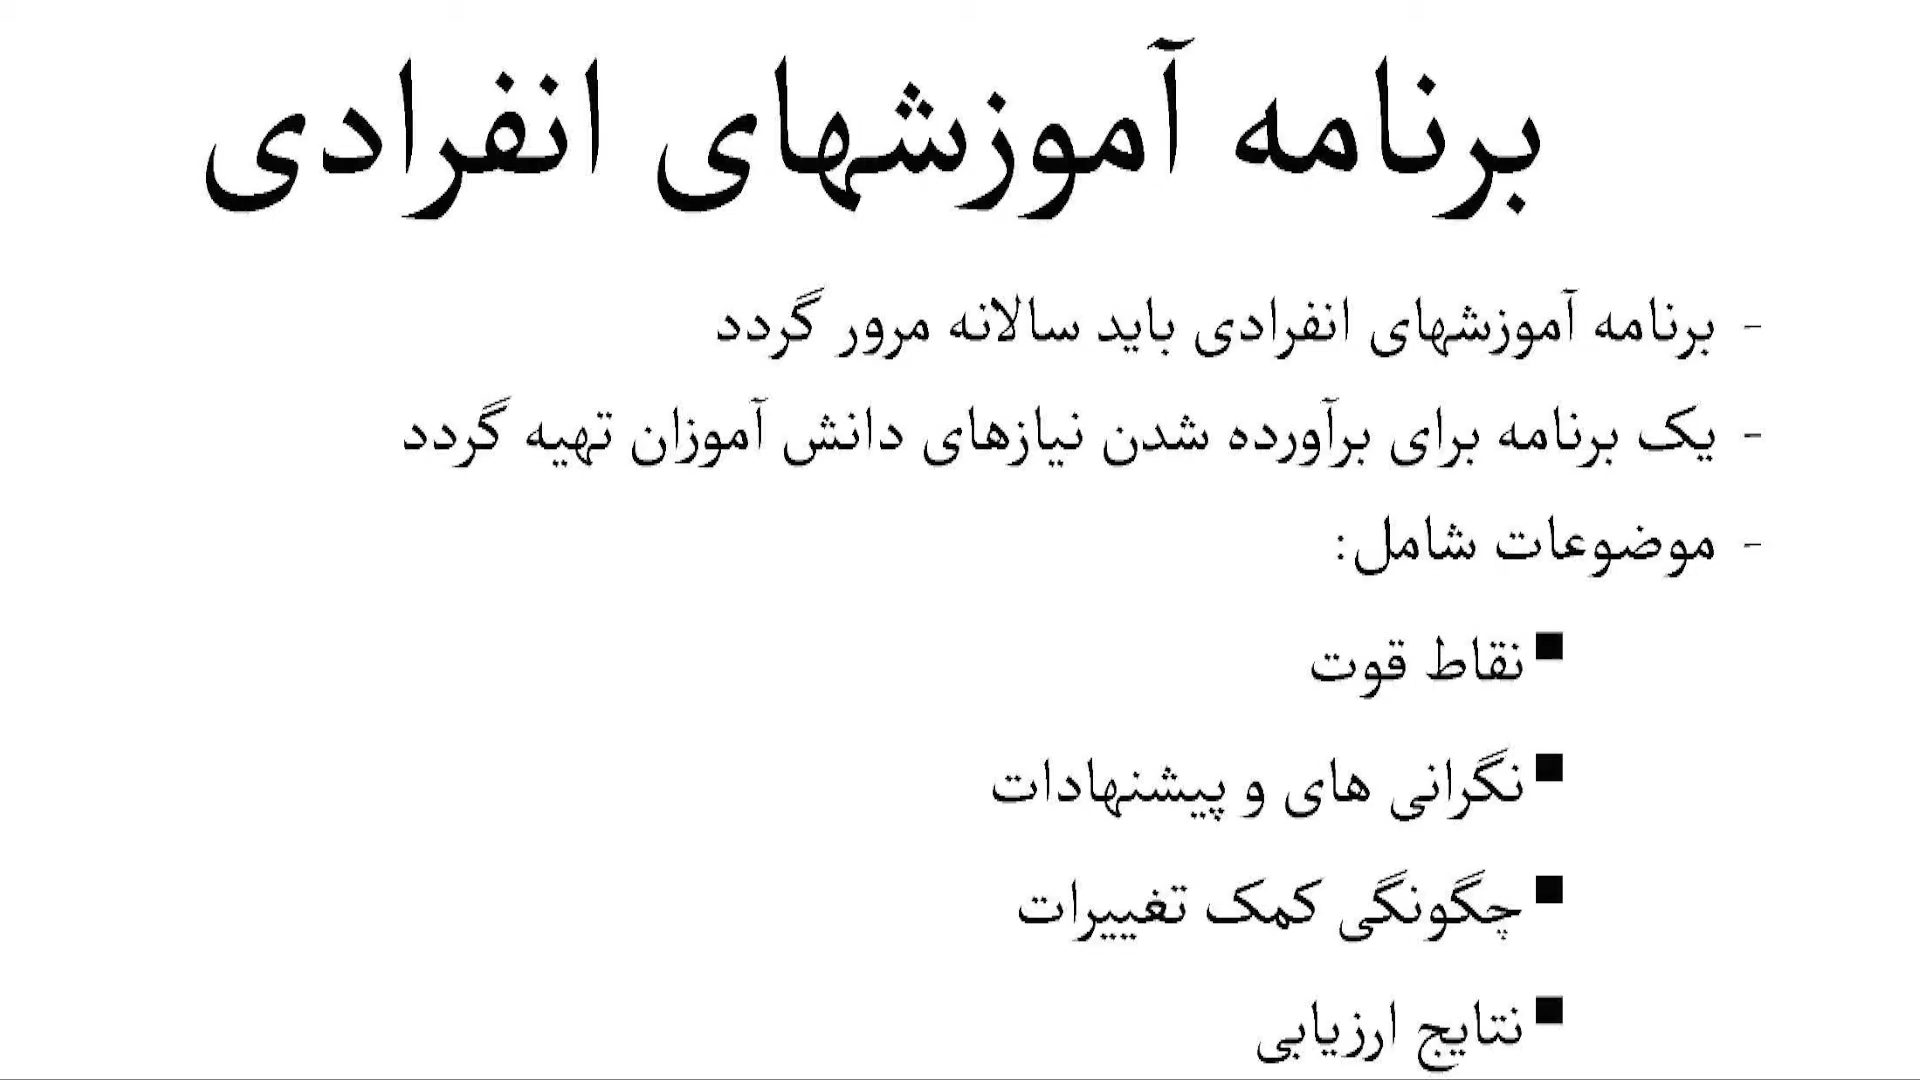 برنامه آموزشهای انفرادی
- برنامه آموزشهای انفرادی باید سالانه مرور گردد
- یک برنامه برای برآورده شدن نیازهای دانش آموزان تهیه گردد
- موضوعات شامل:
■ نقاط قوت
■ نگرانی های و پیشنهادات
■ چگونگی کمک تغییرات
■ نتایج ارزیابی